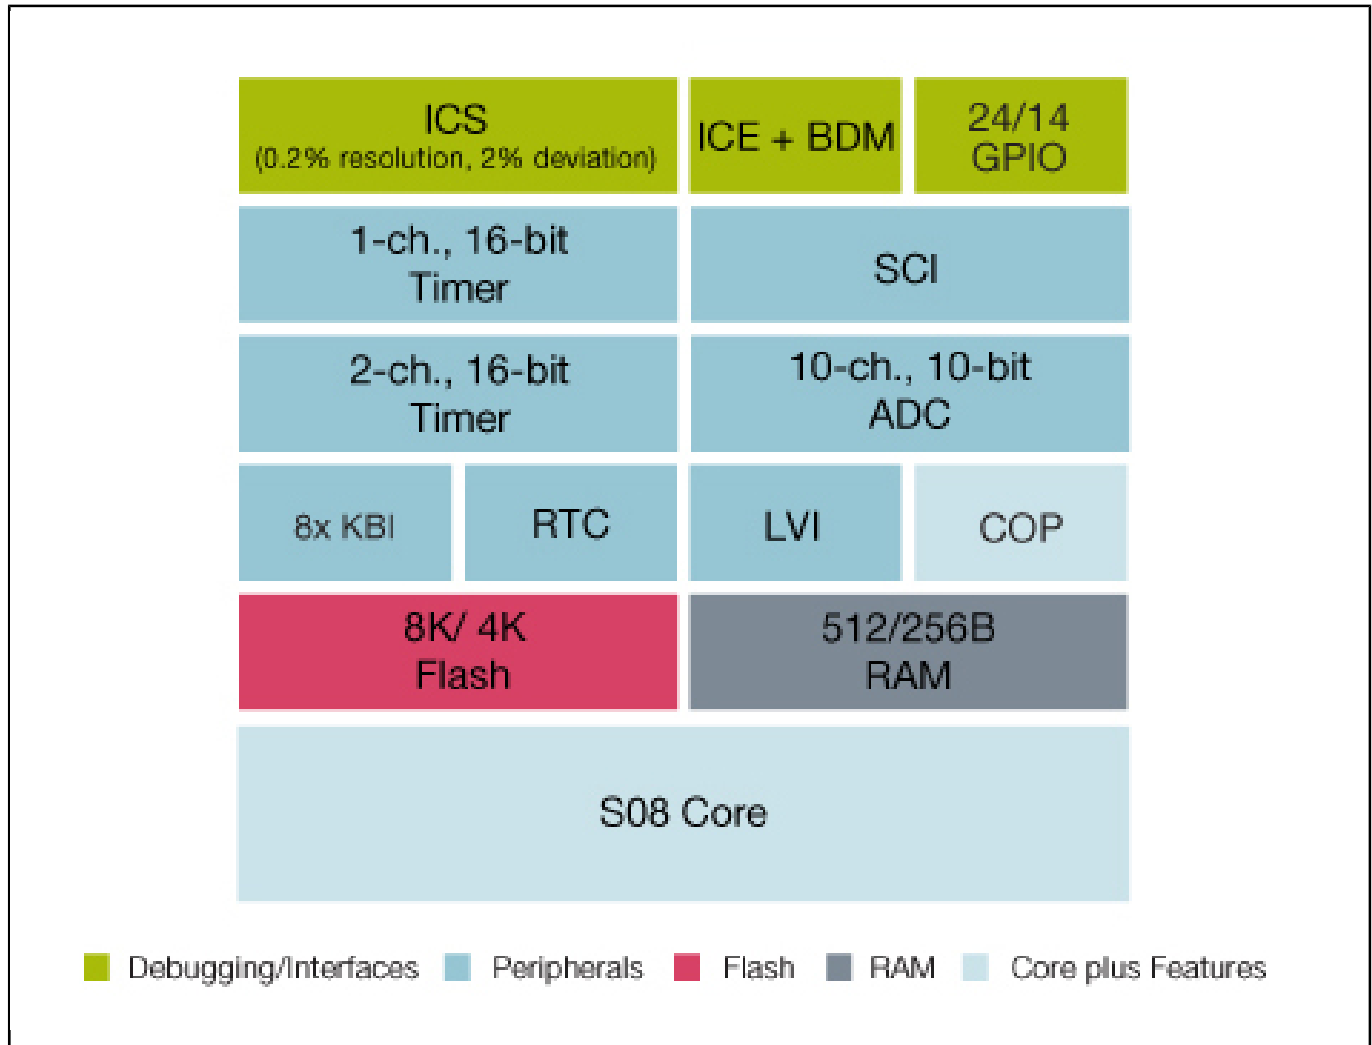 ICS
(0.2% resolution, 2% deviation)
ICE + BDM
24/14
GPIO
1-ch., 16-bit
Timer
SCI
2-ch., 16-bit
Timer
10-ch., 10-bit
ADC
8x KBI
RTC
LVI
COP
8K/ 4K
Flash
512/256B
RAM
S08 Core
Debugging/Interfaces
Peripherals
Flash
RAM
Core plus Features